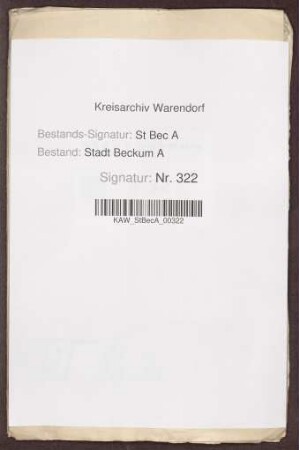 Kreisarchiv Warendorf
Bestands-Signatur: St Bec A
Bestand: Stadt Beckum A
Signatur: Nr. 322
KAW_StBecA_00322